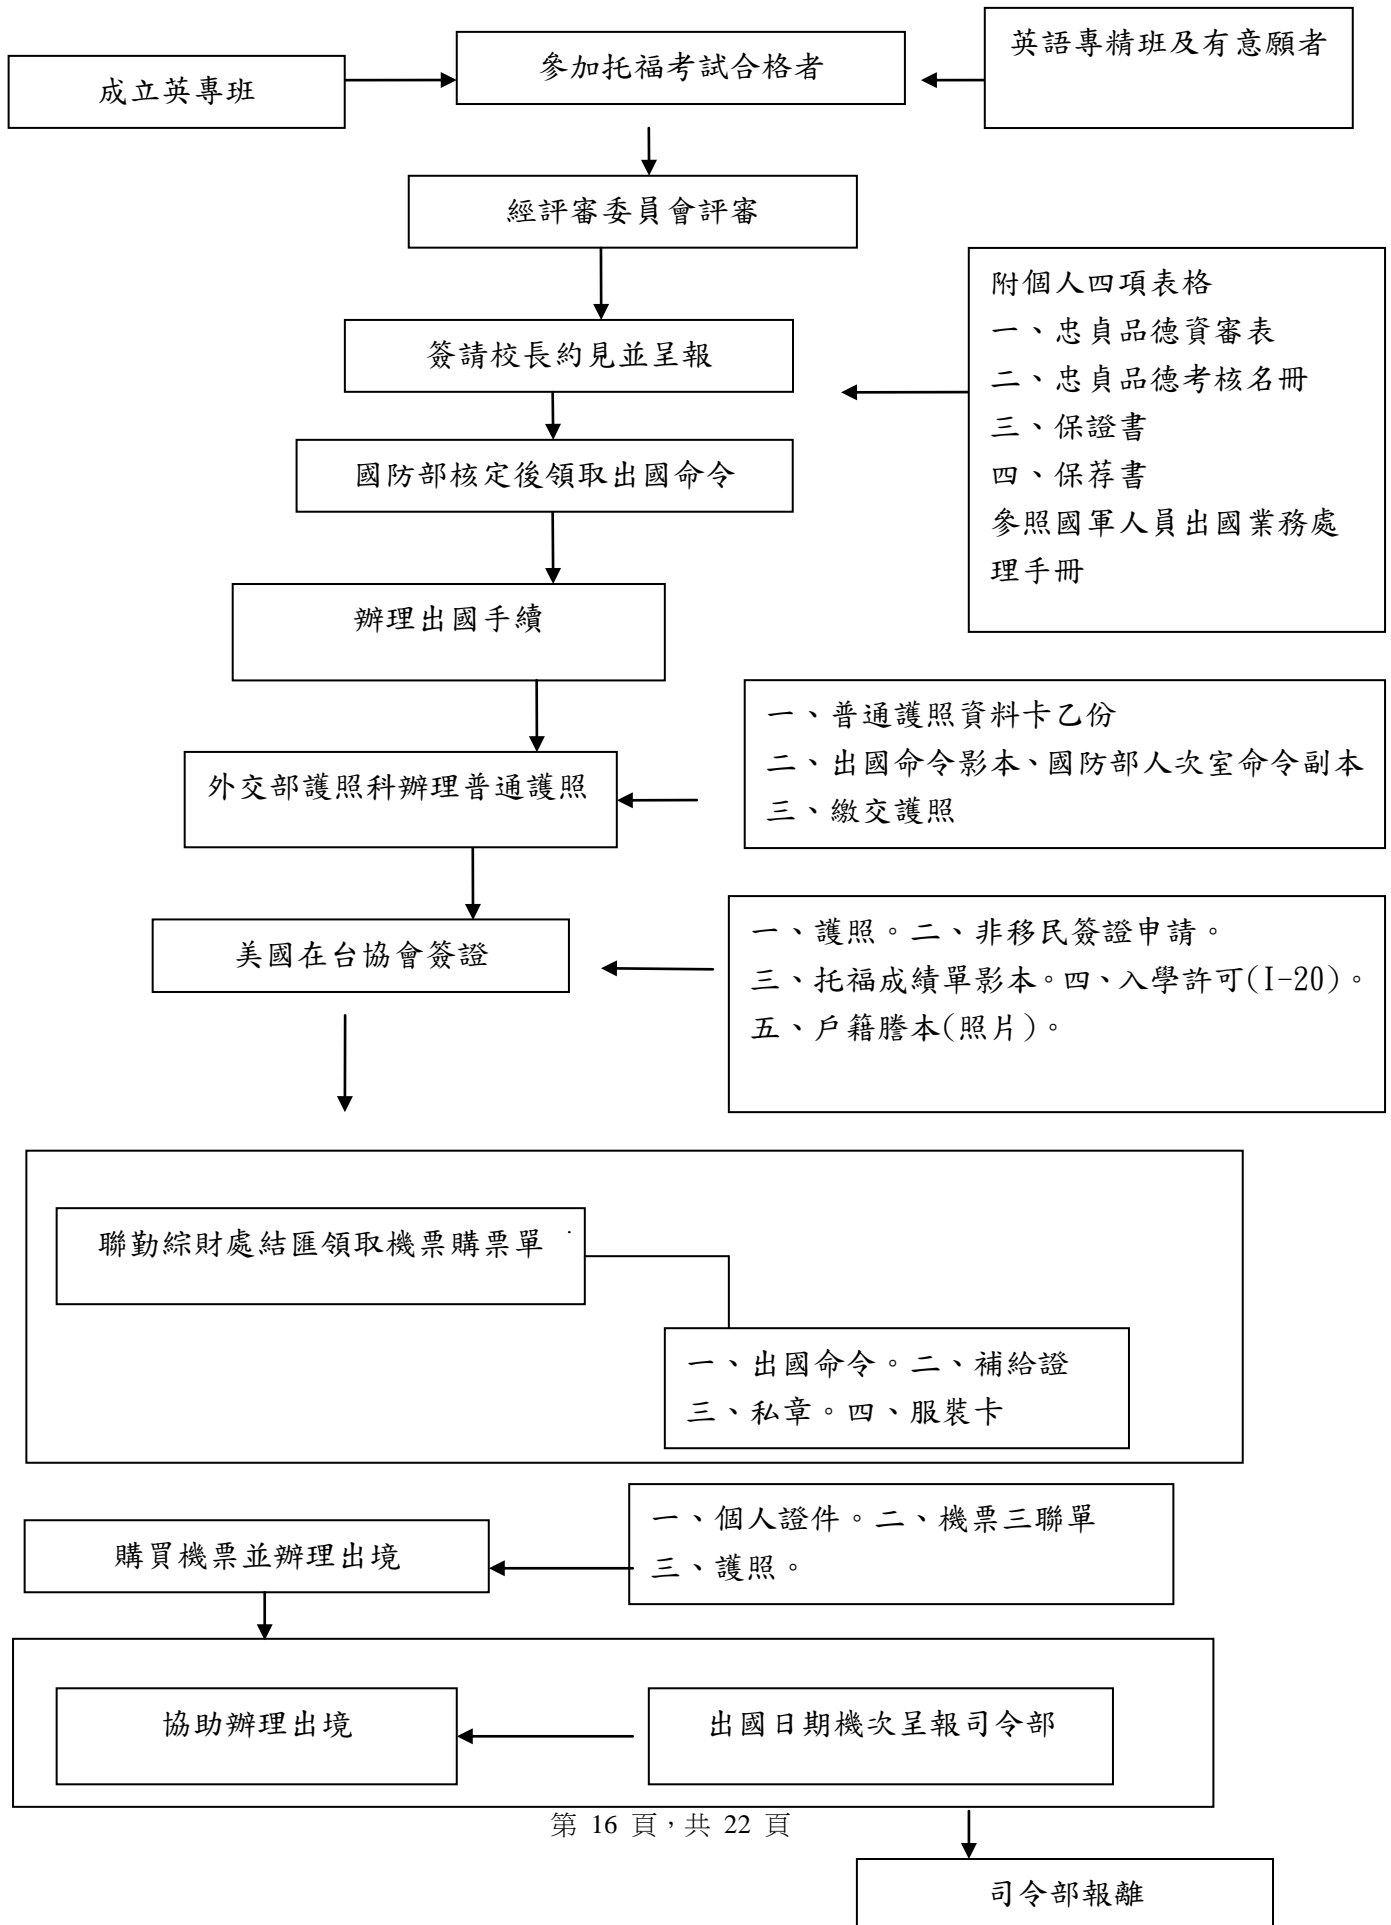 英語專精班及有意願者
參加托福考試合格者
成立英專班
經評審委員會評審
附個人四項表格
一、忠貞品德資審表
二、忠貞品德考核名冊
三、保證書
四、保荐書
參照國軍人員出國業務處
理手冊
簽請校長約見並呈報
國防部核定後領取出國命令
辦理出國手續
一、普通護照資料卡乙份
二、出國命令影本、國防部人次室命令副本
三、繳交護照
外交部護照科辦理普通護照
一、護照。二、非移民簽證申請。
三、托福成績單影本。四、入學許可(I-20)。
五、戶籍謄本(照片)。
美國在台協會簽證
聯勤綜財處結匯領取機票購票單
一、出國命令。二、補給證
三、私章。四、服裝卡
一、個人證件。二、機票三聯單
三、護照。
購買機票並辦理出境
協助辦理出境
出國日期機次呈報司令部
第 16 頁，共 22 頁
司令部報離